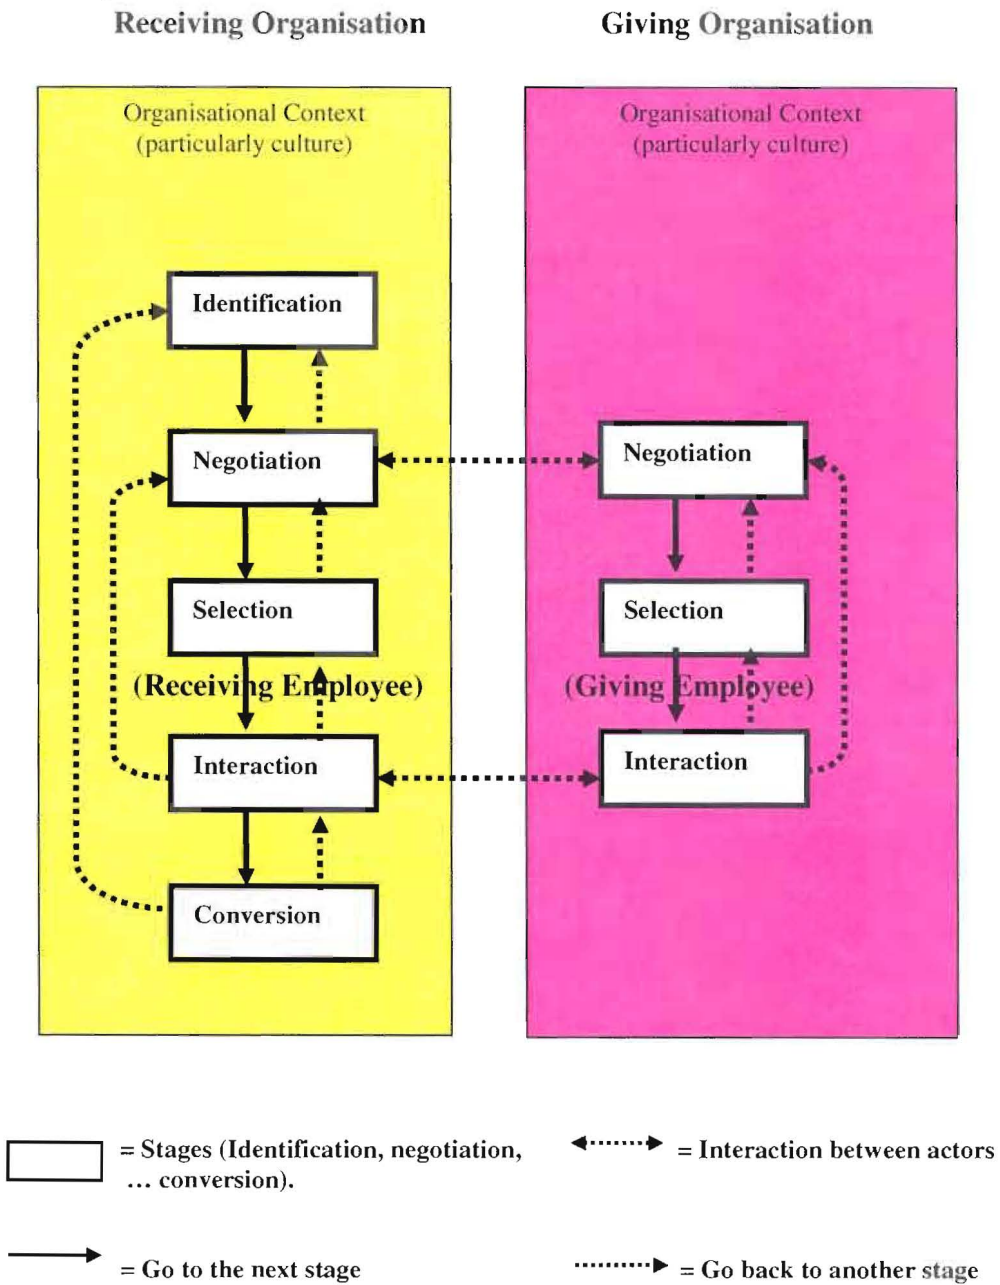 Receiving Organisation
Giving Organisation
Organisational Context
(particularly culture)
Identification
Negotiation
Selection
(Receiving Employee)
Interaction
Conversion
Organisational Context
(particularly culture)
Negotiation
Selection
(Giving Employee)
Interaction
= Stages (Identification, negotiation,
... conversion).
= Interaction between actors
= Go to the next stage
= Go back to another stage